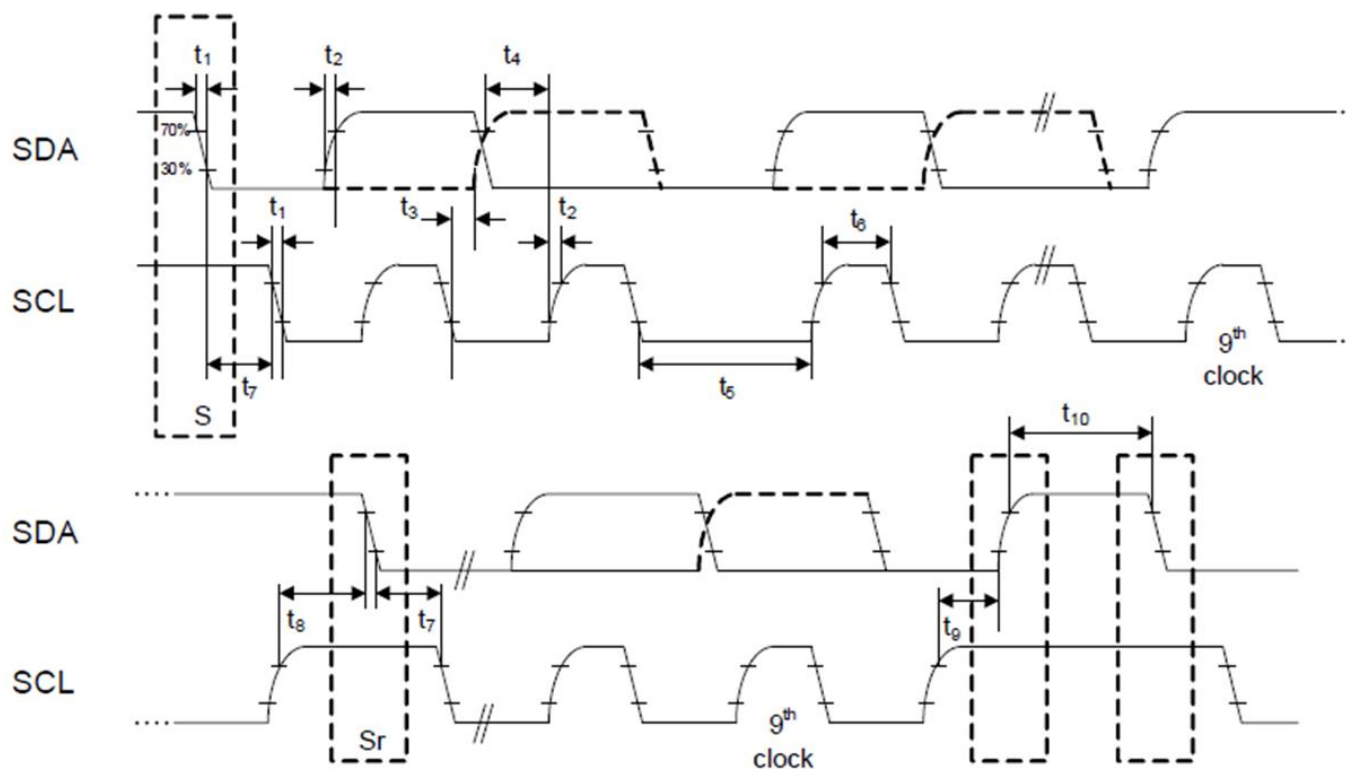 t₁ t₂ t₄
SDA
70%
30%
t₁ t₃ t₂ t₆
SCL
t₇ t₅
9th
clock
S
t₁₀
SDA
t₈ t₇ t₉
SCL
Sr
9th
clock